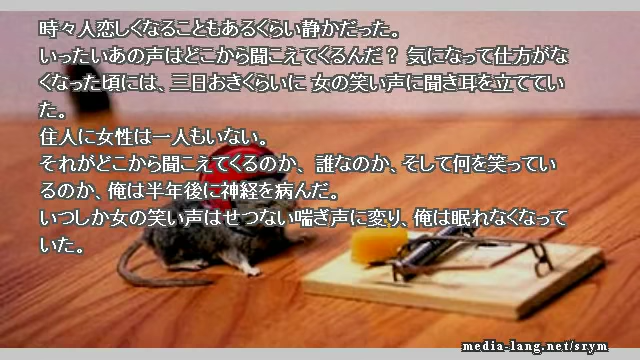 時々人恋しくなることもあるくらい静かだった。
いったいあの声はどこから聞こえてくるんだ？ 気になって仕方がな
くなった頃には、三日おきくらいに 女の笑い声に聞き耳を立ててい
た。
住人に女性は一人もいない。
それがどこから聞こえてくるのか、 誰なのか、そして何を笑ってい
るのか、俺は半年後に神経を病んだ。
いつしか女の笑い声はせつない喘ぎ声に変り、俺は眠れなくなって
いた。
media-lang.net/srym